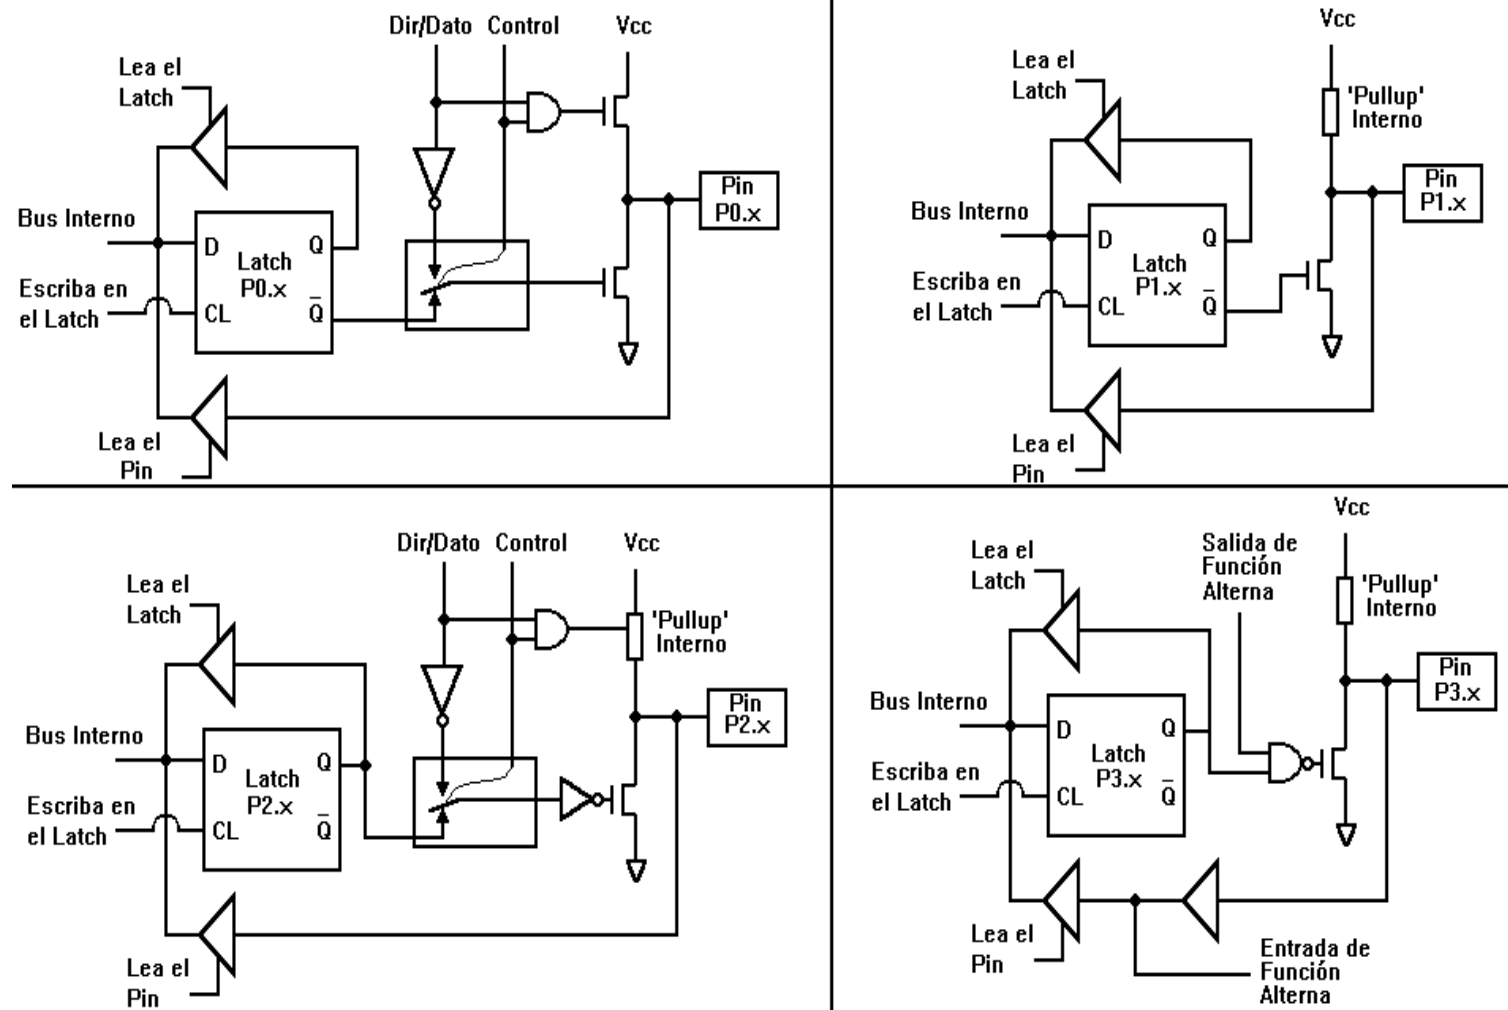 Dir/Dato Control
Vcc
Lea el
Latch
Bus Interno
D
Q
Latch
P0.x
Escriba en
el Latch
CL
Q̅
Pin
P0.x
Lea el
Pin
Vcc
Lea el
Latch
'Pullup'
Interno
Bus Interno
D
Q
Latch
P1.x
Escriba en
el Latch
CL
Q̅
Pin
P1.x
Lea el
Pin
Dir/Dato Control
Vcc
Lea el
Latch
'Pullup'
Interno
Bus Interno
D
Q
Latch
P2.x
Escriba en
el Latch
CL
Q̅
Pin
P2.x
Lea el
Pin
Vcc
Salida de
Función
Alterna
Lea el
Latch
'Pullup'
Interno
Bus Interno
D
Q
Latch
P3.x
Escriba en
el Latch
CL
Q̅
Pin
P3.x
Lea el
Pin
Entrada de
Función
Alterna